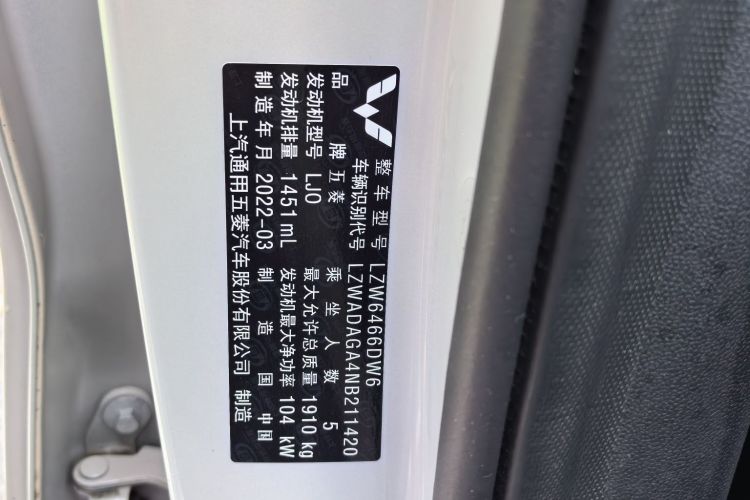 整车型号 LZW6466DW6
车辆识别代号 LZWADAGA4NB211420
品牌 五菱 乘坐人数 5
发动机型号 LJO 最大允许总质量 1910 kg
发动机排量 1451 mL 发动机最大净功率 104 kW
制造年月 2022-03 制造国 中国
上汽通用五菱汽车股份有限公司 制造